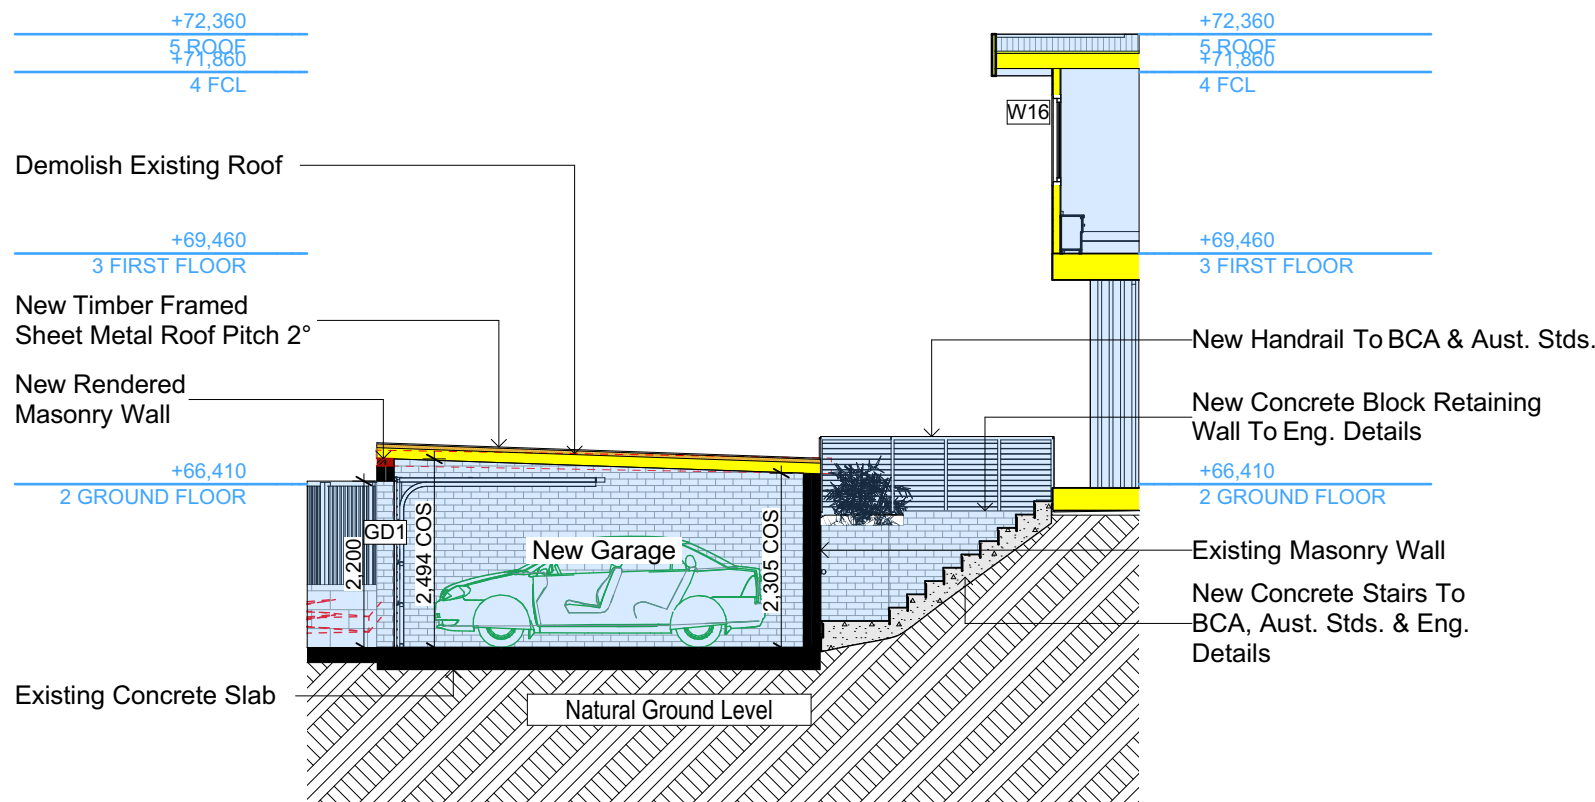 +72,360
5 ROOF
+71,860
4 FCL
Demolish Existing Roof
+69,460
3 FIRST FLOOR
New Timber Framed
Sheet Metal Roof Pitch 2°
New Rendered
Masonry Wall
+66,410
2 GROUND FLOOR
Existing Concrete Slab
2,200
GD1
2,494 COS
New Garage
2,305 COS
Natural Ground Level
W16
+72,360
5 ROOF
+71,860
4 FCL
+69,460
3 FIRST FLOOR
New Handrail To BCA & Aust. Stds.
New Concrete Block Retaining
Wall To Eng. Details
+66,410
2 GROUND FLOOR
Existing Masonry Wall
New Concrete Stairs To
BCA, Aust. Stds. & Eng.
Details